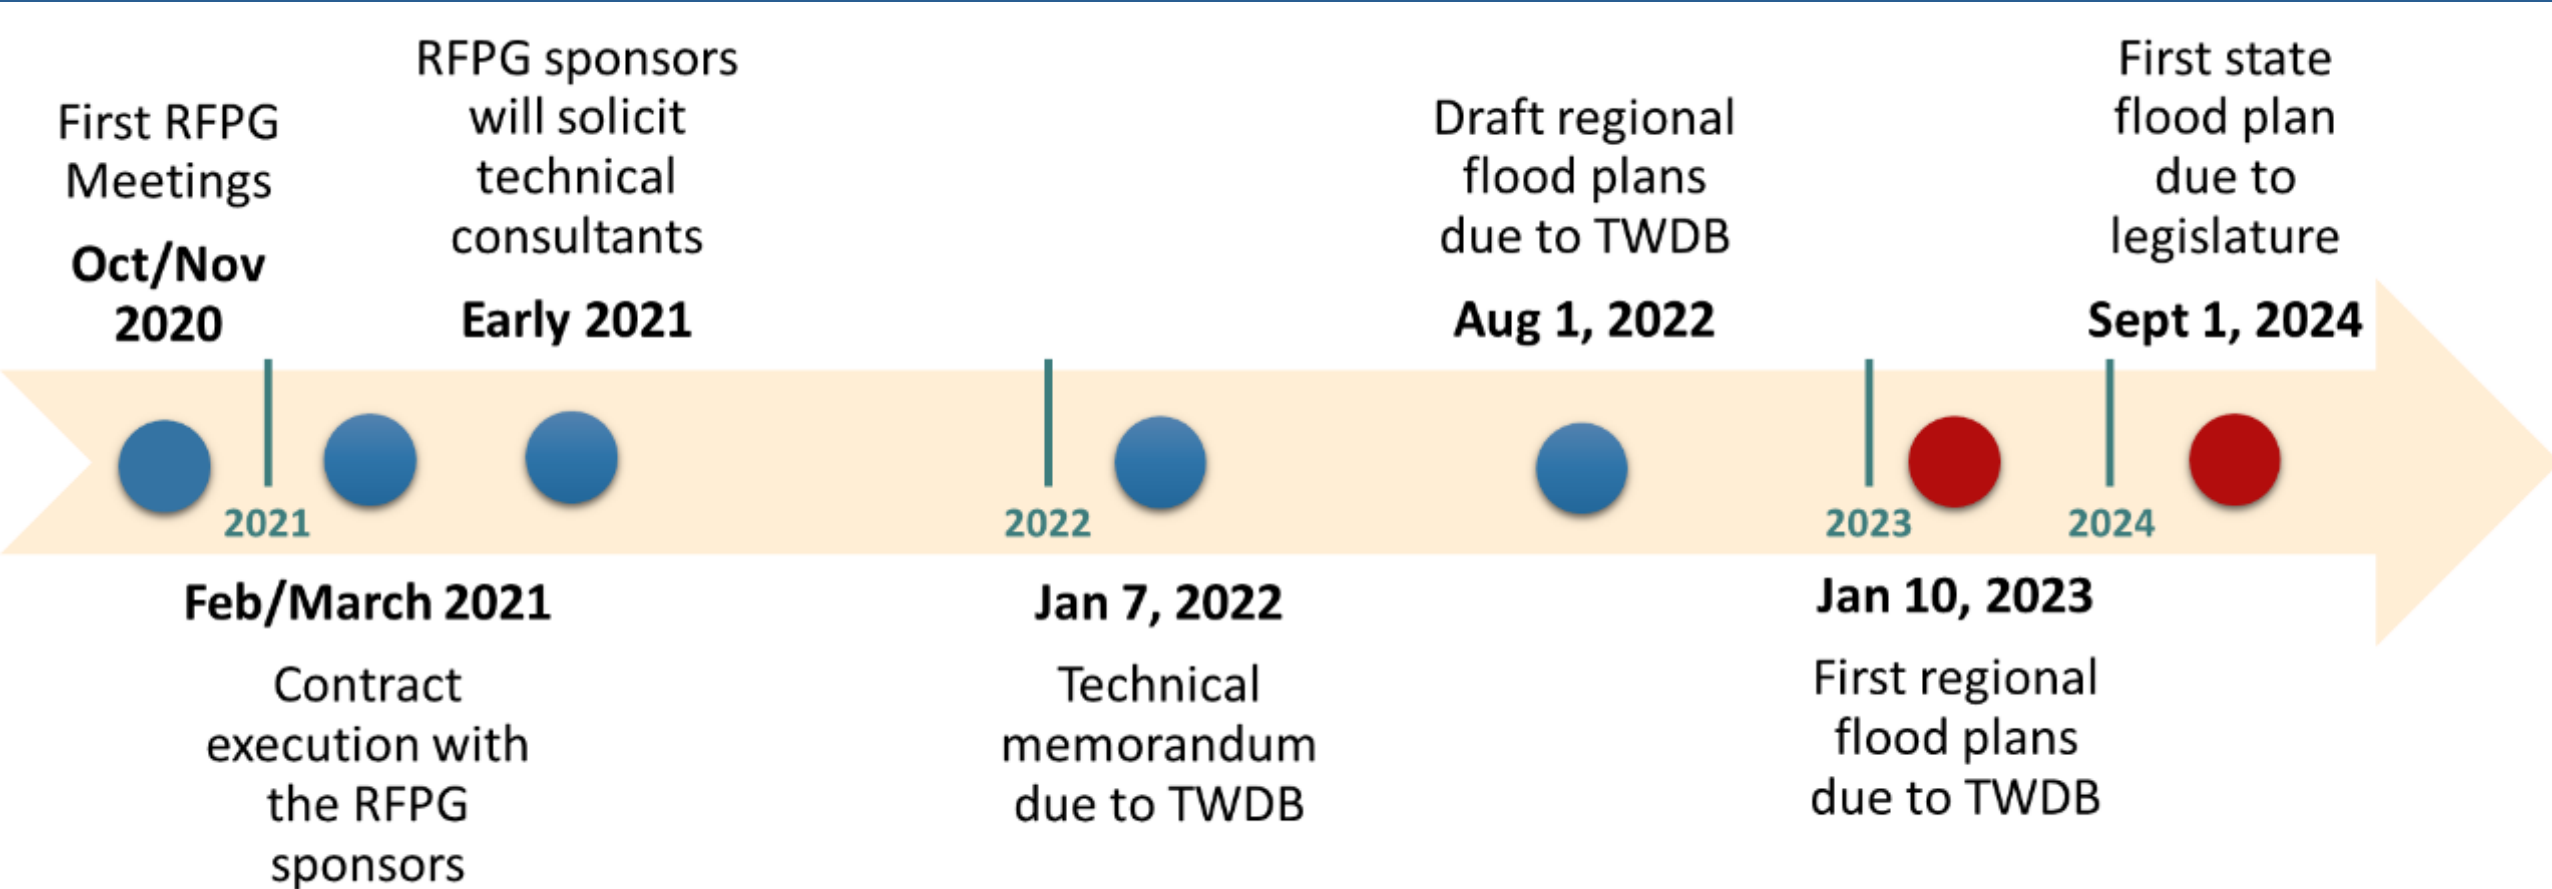 First RFPG
Meetings
Oct/Nov
2020
RFPG sponsors
will solicit
technical
consultants
Early 2021
Draft regional
flood plans
due to TWDB
Aug 1, 2022
First state
flood plan
due to
legislature
Sept 1, 2024
2021
2022
2023
2024
Feb/March 2021
Contract
execution with
the RFPG
sponsors
Jan 7, 2022
Technical
memorandum
due to TWDB
Jan 10, 2023
First regional
flood plans
due to TWDB